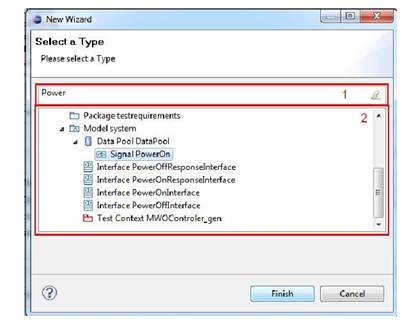 New Wizard
Select a Type
Please select a Type
Power
1
Package testrequirements
2
Model system
Data Pool DataPool
Signal PowerOn
Interface PowerOffResponseInterface
Interface PowerOnResponseInterface
Interface PowerOnInterface
Interface PowerOffInterface
Test Context MWOControler_gen
?
Finish
Cancel